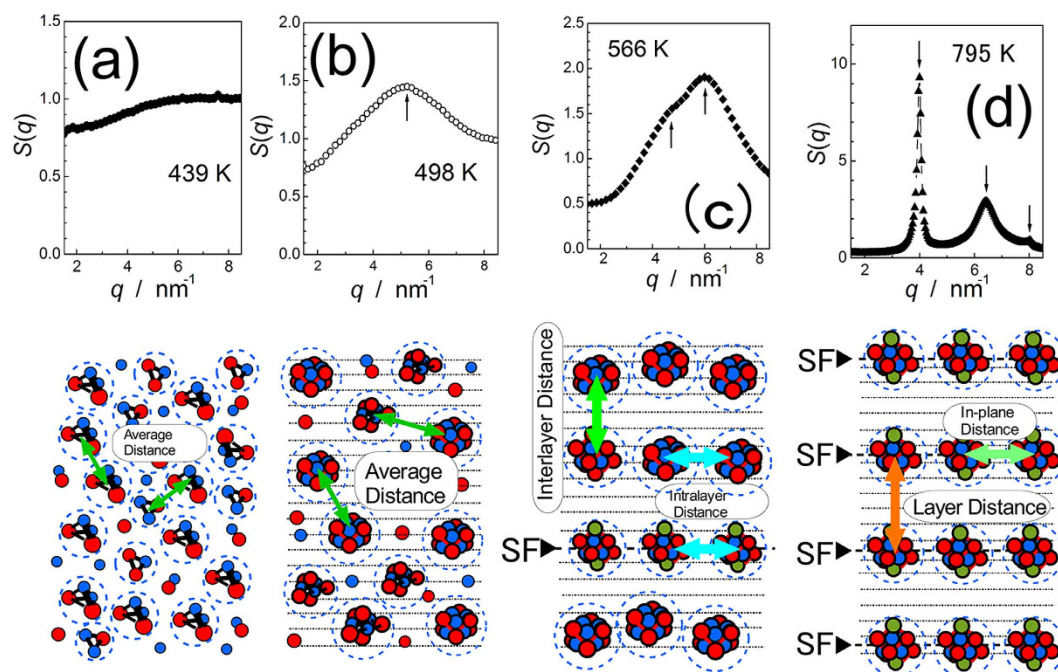 (a)
S(q)
1.5
1.0
0.5
0.0
439 K
2
4
6
8
q / nm-1
(b)
S(q)
2.0
1.5
1.0
0.5
0.0
498 K
2
4
6
8
q / nm-1
566 K
S(q)
2.5
2.0
1.5
1.0
0.5
0.0
(c)
2
4
6
8
q / nm-1
795 K
(d)
S(q)
10
5
0
2
4
6
8
q / nm-1
Average
Distance
Average
Distance
Interlayer Distance
Intralayer
Distance
SF
SF
In-plane
Distance
SF
Layer Distance
SF
SF